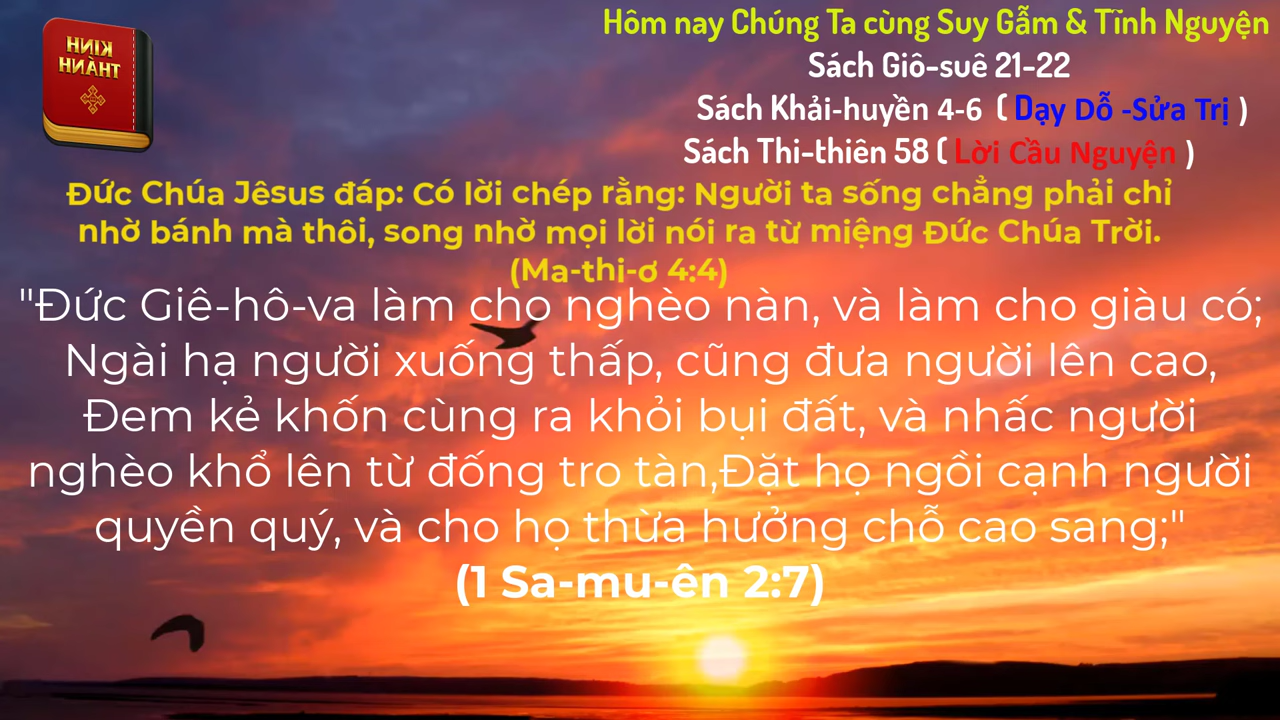 KINH
THÁNH
Hôm nay Chúng Ta cùng Suy Gẫm & Tĩnh Nguyện
Sách Giô-suê 21-22
Sách Khải-huyền 4-6 ( Dạy Dỗ -Sửa Trị )
Sách Thi-thiên 58 ( Lời Cầu Nguyện )
Đức Chúa Jêsus đáp: Có lời chép rằng: Người ta sống chẳng phải chỉ
nhờ bánh mà thôi, song nhờ mọi lời nói ra từ miệng Đức Chúa Trời.
(Ma-thi-ơ 4:4)
"Đức Giê-hô-va làm cho nghèo nàn, và làm cho giàu có;
Ngài hạ người xuống thấp, cũng đưa người lên cao,
Đem kẻ khốn cùng ra khỏi bụi đất, và nhấc người
nghèo khổ lên từ đống tro tàn,Đặt họ ngồi cạnh người
quyền quý, và cho họ thừa hưởng chỗ cao sang;"
(1 Sa-mu-ên 2:7)